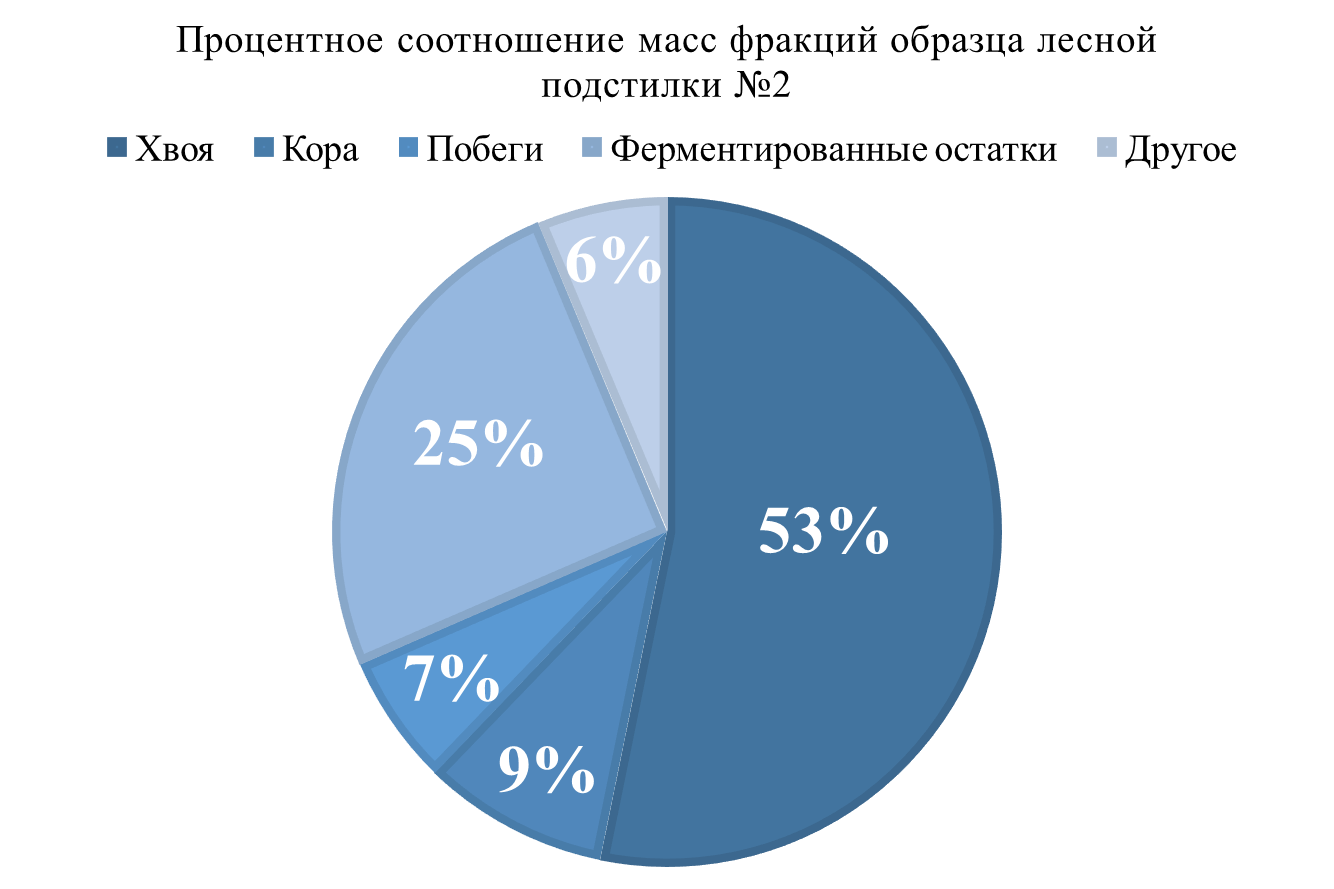 Процентное соотношение масс фракций образца лесной
подстилки №2
Хвоя Кора Побеги Ферментированные остатки Другое
6%
25%
53%
7%
9%